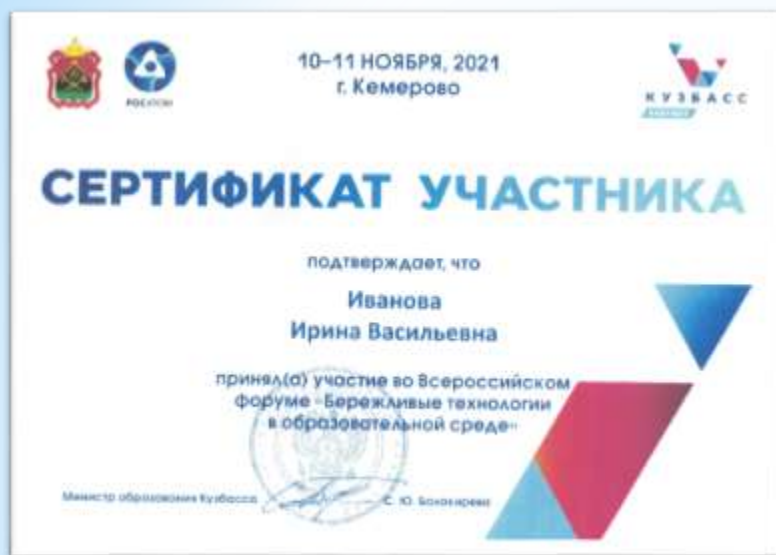 10–11 НОЯБРЯ, 2021
г. Кемерово
РОСАТОМ
КУЗБАСС
СЕРТИФИКАТ УЧАСТНИКА
подтверждает, что
Иванова
Ирина Васильевна
принял(а) участие во Всероссийском
форуме «Бережливые технологии
в образовательной среде»
Министр образования Кузбасса
С. Ю.